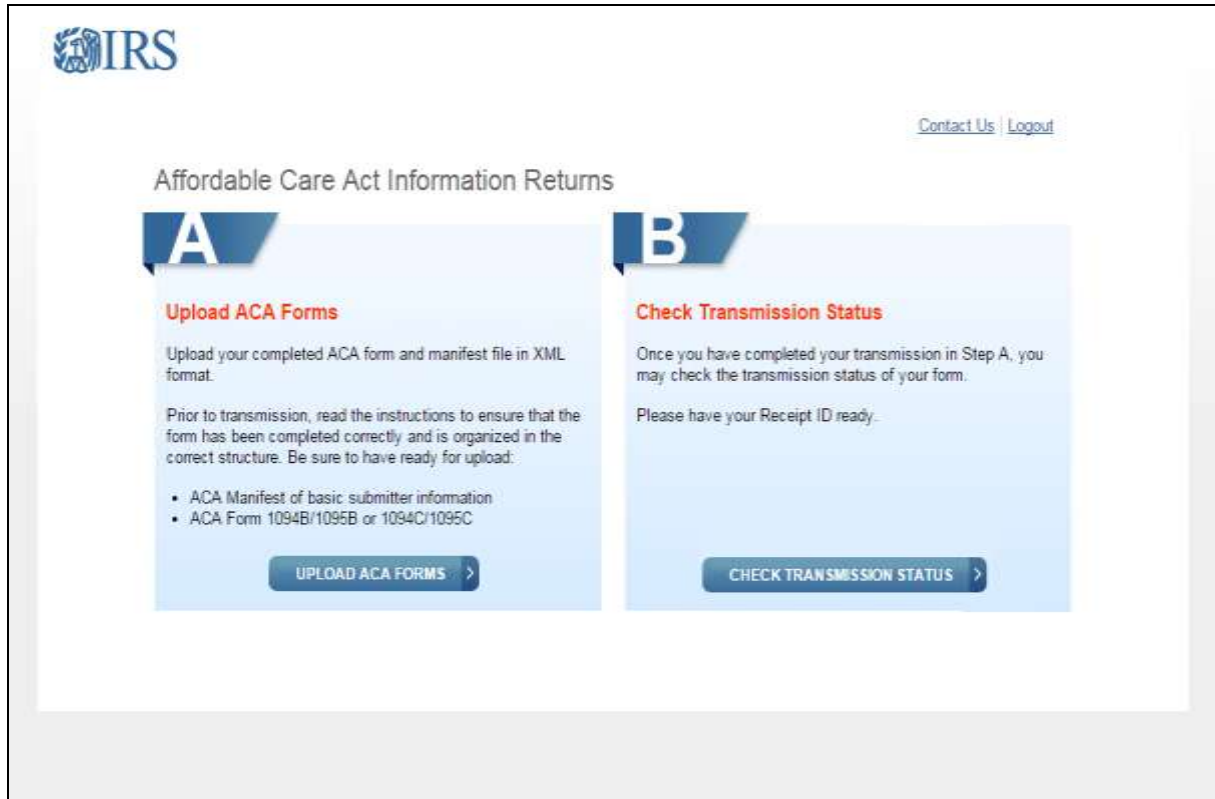 IRS
Contact Us | Logout
Affordable Care Act Information Returns
A
Upload ACA Forms
Upload your completed ACA form and manifest file in XML
format.
Prior to transmission, read the instructions to ensure that the
form has been completed correctly and is organized in the
correct structure. Be sure to have ready for upload:
• ACA Manifest of basic submitter information
• ACA Form 1094B/1095B or 1094C/1095C
UPLOAD ACA FORMS >
B
Check Transmission Status
Once you have completed your transmission in Step A, you
may check the transmission status of your form.
Please have your Receipt ID ready.
CHECK TRANSMISSION STATUS >